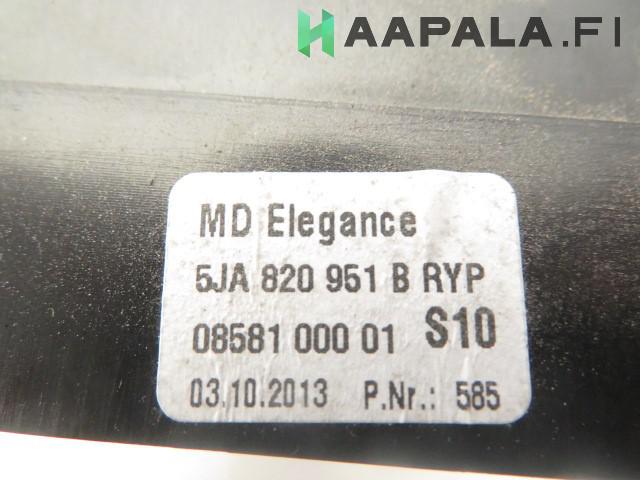 HAAPALA.FI
MD Elegance
5JA 820 951 B RYP
08581 000 01 S10
03.10.2013 P.Nr.: 585